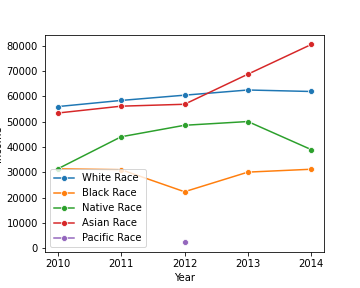 80000
70000
60000
50000
40000
30000
20000
10000
0
White Race
Black Race
Native Race
Asian Race
Pacific Race
2010 2011 2012 2013 2014
Year